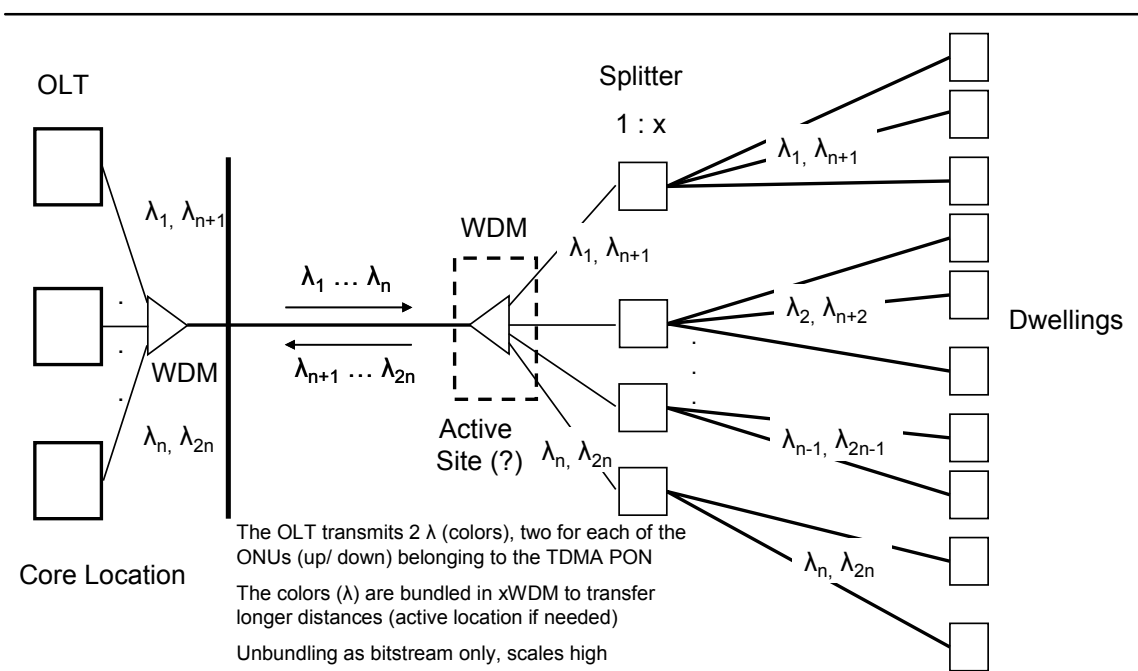 OLT
Splitter
1 : x
λ1, λn+1
λ1, λn+1
WDM
λ1, λn+1
λ1 … λn
λ2, λn+2
Dwellings
WDM
λn+1 … λ2n
λn, λ2n
Active
Site (?)
λn, λ2n
λn-1, λ2n-1
λn, λ2n
Core Location
The OLT transmits 2 λ (colors), two for each of the
ONUs (up/ down) belonging to the TDMA PON
The colors (λ) are bundled in xWDM to transfer
longer distances (active location if needed)
Unbundling as bitstream only, scales high